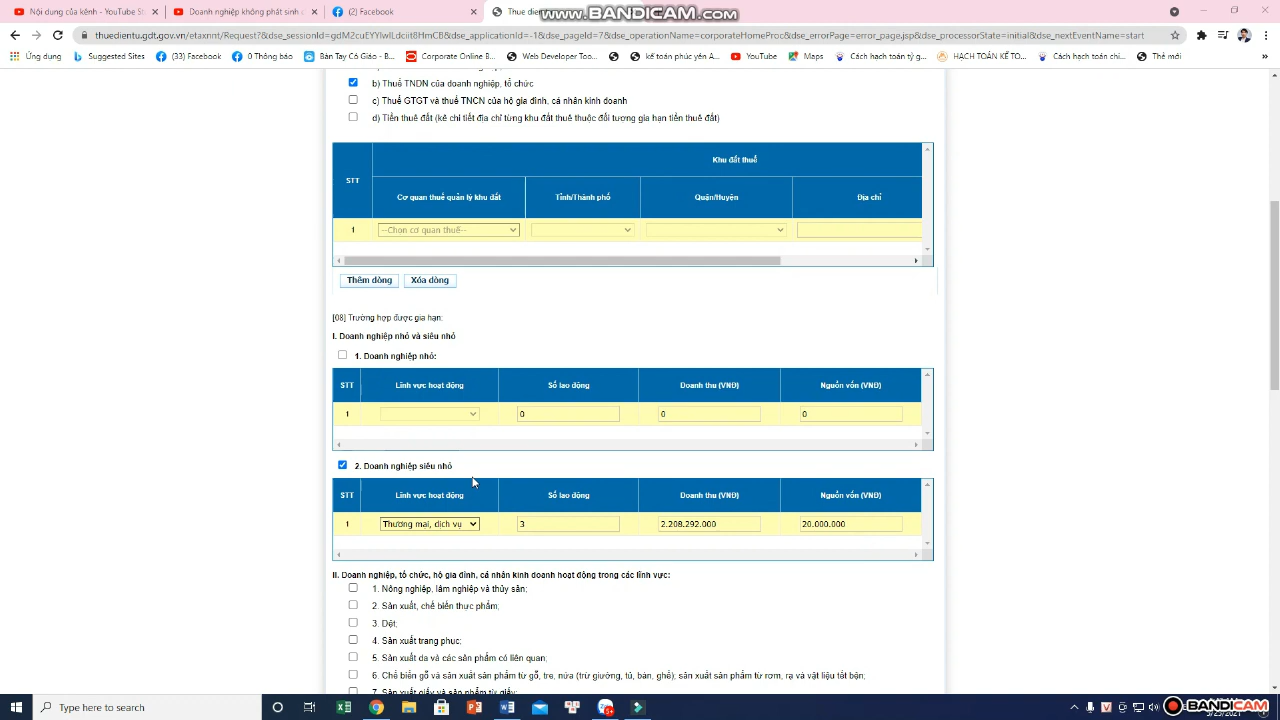 Nội dung của kênh - YouTube S
Doanh nghiệp không phát sinh
(2) Facebook
Thue dien
www.BANDICAM.com
thuedientu.gdt.gov.vn/etaxnnt/Request?&dse_sessionId=gdM2cuEYYlwlLdciit8HmCB&dse_applicationId=-1&dse_pageId=7&dse_operationName=corporateHomeProc&dse_errorPage=error_page.jsp&dse_processorState=initial&dse_nextEventName=start
Ứng dụng
Suggested Sites
(33) Facebook
0 Thông báo
Bán Tây Có Nắng |...
Corporate Online B...
Web Developer Too...
kế toán phúc yên A...
YouTube
Maps
Cách hạch toán tỷ g...
HẠCH TOÁN KẾ TO...
Cách hạch toán chi...
Thẻ mới
b) Thuế TNDN của doanh nghiệp, tổ chức
c) Thuế GTGT và thuế TNCN của hộ gia đình, cá nhân kinh doanh
d) Tiền thuê đất (kê chi tiết địa chỉ từng khu đất thuê thuộc đối tượng gia hạn tiền thuê đất)
STT
Khu đất thuê
Cơ quan thuế quản lý khu đất
Tỉnh/Thành phố
Quận/Huyện
Địa chỉ
1
--Chọn cơ quan thuế--
Thêm dòng
Xóa dòng
[08] Trường hợp được gia hạn:
I. Doanh nghiệp nhỏ và siêu nhỏ
1. Doanh nghiệp nhỏ:
STT
Lĩnh vực hoạt động
Số lao động
Doanh thu (VNĐ)
Nguồn vốn (VNĐ)
1
0
0
0
2. Doanh nghiệp siêu nhỏ
STT
Lĩnh vực hoạt động
Số lao động
Doanh thu (VNĐ)
Nguồn vốn (VNĐ)
1
Thương mại, dịch vụ
3
2.208.292.000
20.000.000
II. Doanh nghiệp, tổ chức, hộ gia đình, cá nhân kinh doanh hoạt động trong các lĩnh vực:
1. Nông nghiệp, lâm nghiệp và thủy sản;
2. Sản xuất, chế biến thực phẩm;
3. Dệt;
4. Sản xuất trang phục;
5. Sản xuất da và các sản phẩm có liên quan;
6. Chế biến gỗ và sản xuất sản phẩm từ gỗ, tre, nứa (trừ giường, tủ, bàn, ghế); sản xuất sản phẩm từ rơm, rạ và vật liệu tết bện;
7. Sản xuất giấy và sản phẩm từ giấy;
Type here to search
BANDICAM